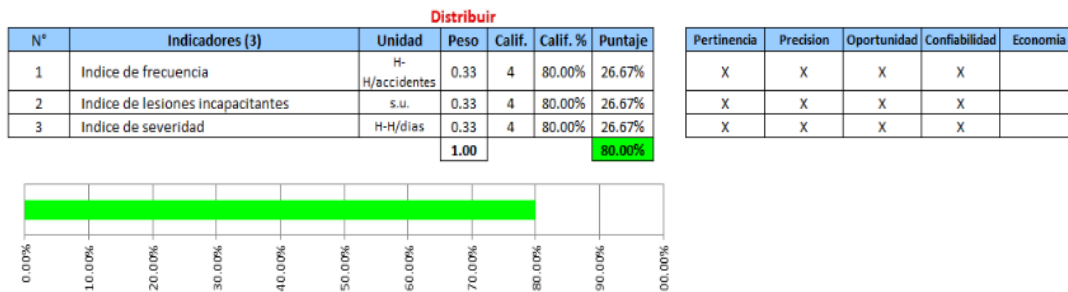 Distribuir
N° Indicadores (3) Unidad Peso Calif. Calif. % Puntaje Pertinencia Precision Oportunidad Confiabilidad Economia
1 Indice de frecuencia H-H/accidentes 0.33 4 80.00% 26.67% X X X X
2 Indice de lesiones incapacitantes s.u. 0.33 4 80.00% 26.67% X X X X
3 Indice de severidad H-H/dias 0.33 4 80.00% 26.67% X X X X
1.00 80.00%
0.00% 10.00% 20.00% 30.00% 40.00% 50.00% 60.00% 70.00% 80.00% 90.00% 00.00%